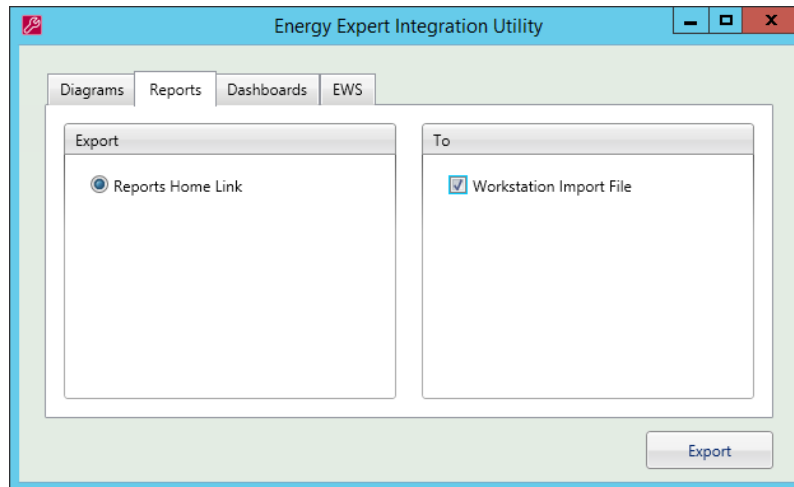 Energy Expert Integration Utility
Diagrams Reports Dashboards EWS
Export To
Reports Home Link Workstation Import File
Export